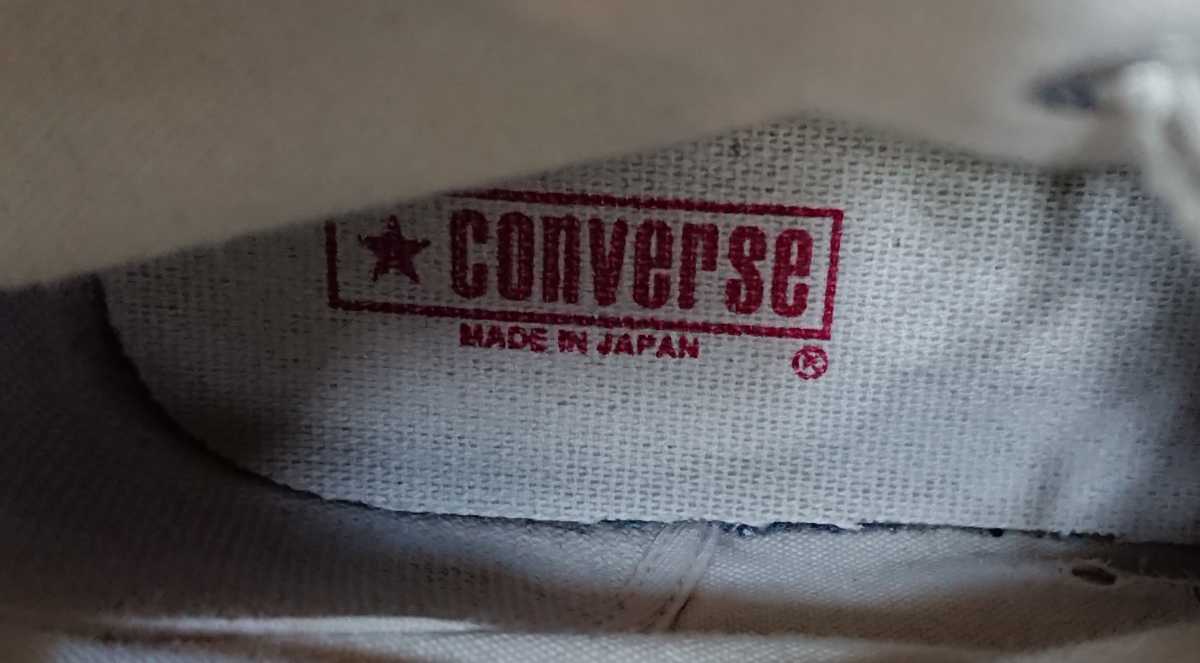 ★ CONVERSE
MADE IN JAPAN
®